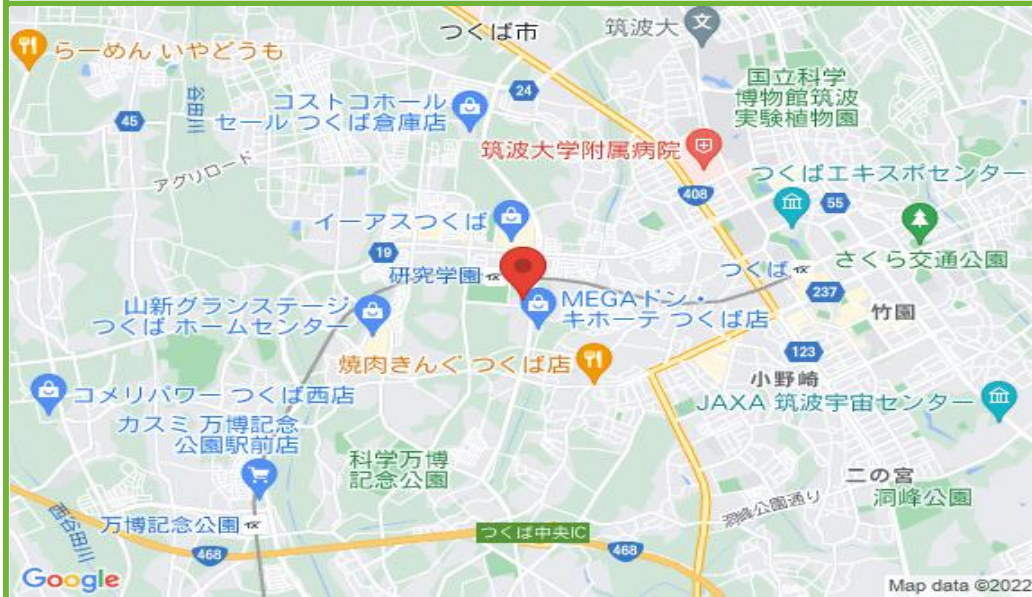 つくば市
筑波大
らーめん いやどうも
谷田川
45
24
コストコホール
セール つくば倉庫店
国立科学
博物館筑波
実験植物園
筑波大学附属病院
アグリロード
408
つくばエキスポセンター
55
イーアスつくば
さくら交通公園
19
研究学園
つくば
237
山新グランステージ
つくば ホームセンター
MEGAドン・
キホーテ つくば店
竹園
焼肉きんぐ つくば店
123
小野崎
コメリパワー つくば西店
JAXA 筑波宇宙センター
カスミ 万博記念
公園駅前店
科学万博
記念公園
二の宮
洞峰公園
洞峰公園通り
西谷田川
万博記念公園
つくば中央IC
468
468
Google
Map data ©2022